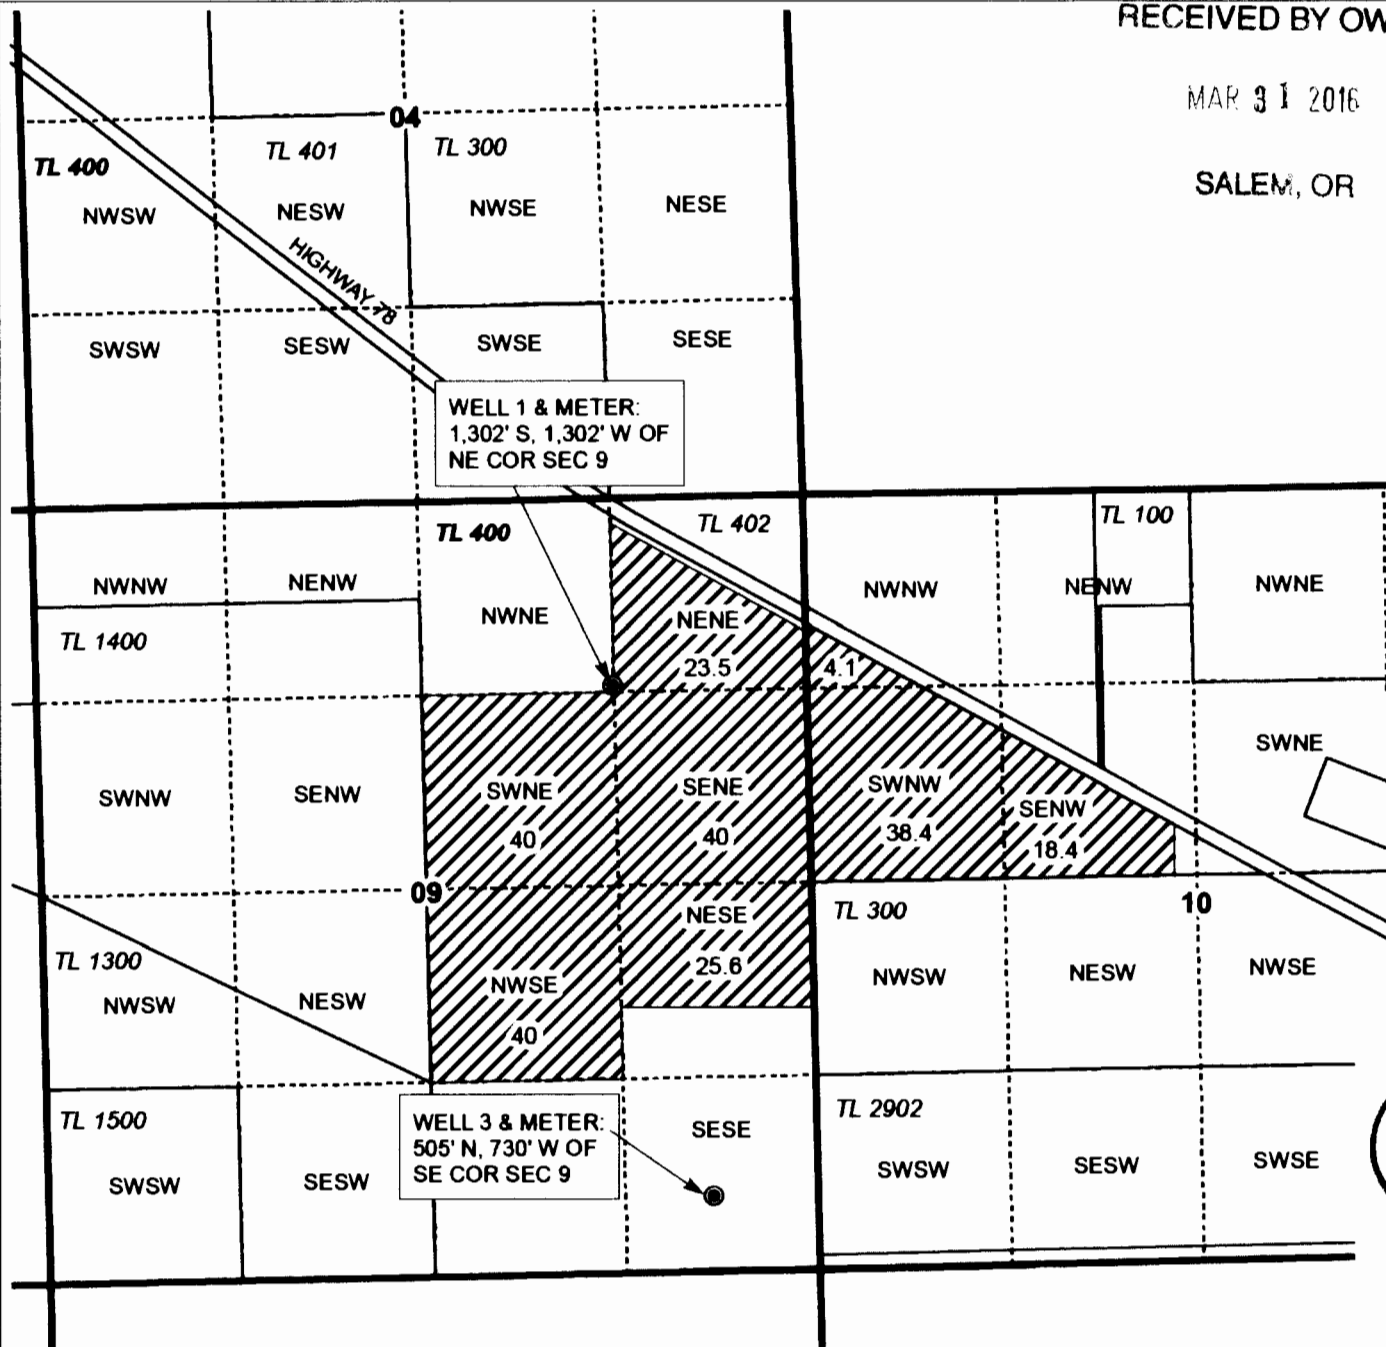 RECEIVED BY OW
MAR 31 2016
SALEM, OR
04
TL 400
TL 401
TL 300
NWSW
NESW
NWSE
NESE
HIGHWAY 78
SWSW
SESW
SWSE
SESE
WELL 1 & METER:
1,302' S, 1,302' W OF
NE COR SEC 9
TL 400
TL 402
TL 100
NWNW
NENW
NWNE
NENE
23.5
4.1
NWNW
NENW
NWNE
TL 1400
SWNW
SENW
SWNE
40
SENE
40
SWNW
38.4
SENW
18.4
SWNE
09
10
TL 1300
NWSW
NESW
NWSE
40
NESE
25.6
TL 300
NWSW
NESW
NWSE
TL 1500
SWSW
SESW
WELL 3 & METER:
505' N, 730' W OF
SE COR SEC 9
SESE
TL 2902
SWSW
SESW
SWSE